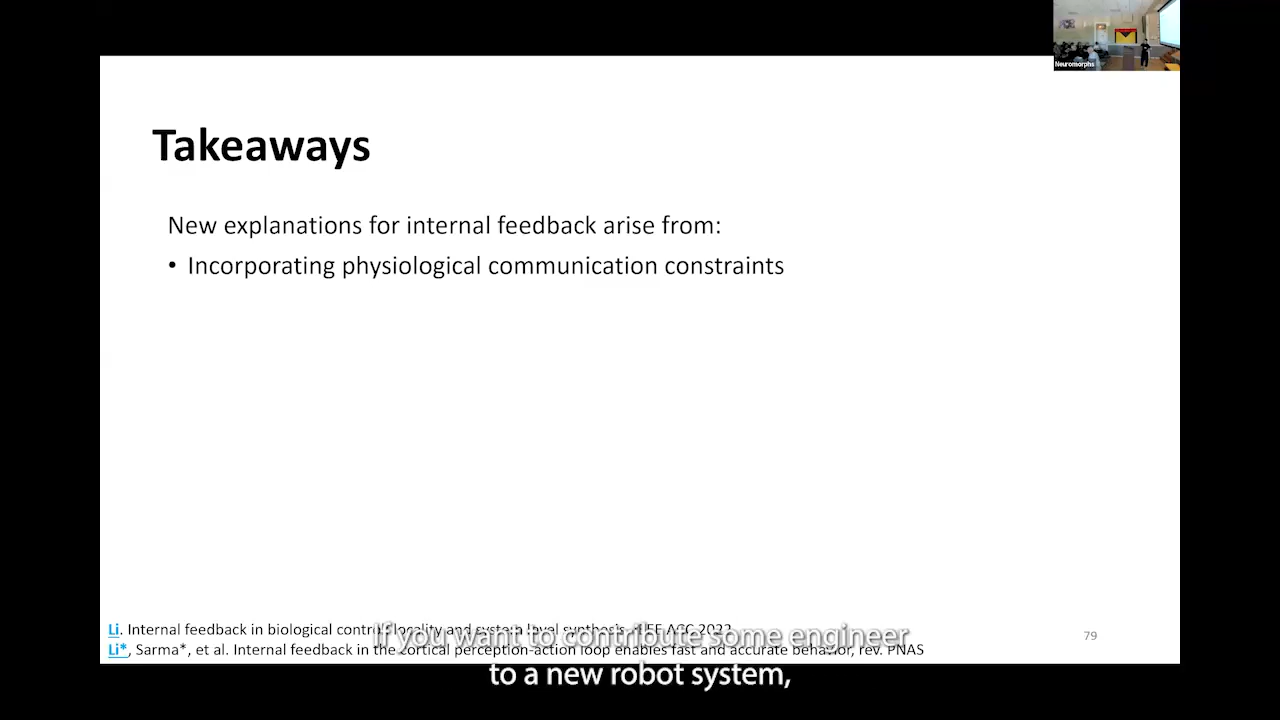 Neuromorphs
Takeaways
New explanations for internal feedback arise from:
• Incorporating physiological communication constraints
Li. Internal feedback in biological control: locality and system level synthesis. IEEE ACC 2022
79
Li*, Sarma*, et al. Internal feedback in the cortical perception-action loop enables fast and accurate behavior, rev. PNAS
If you want to contribute some engineer
to a new robot system,